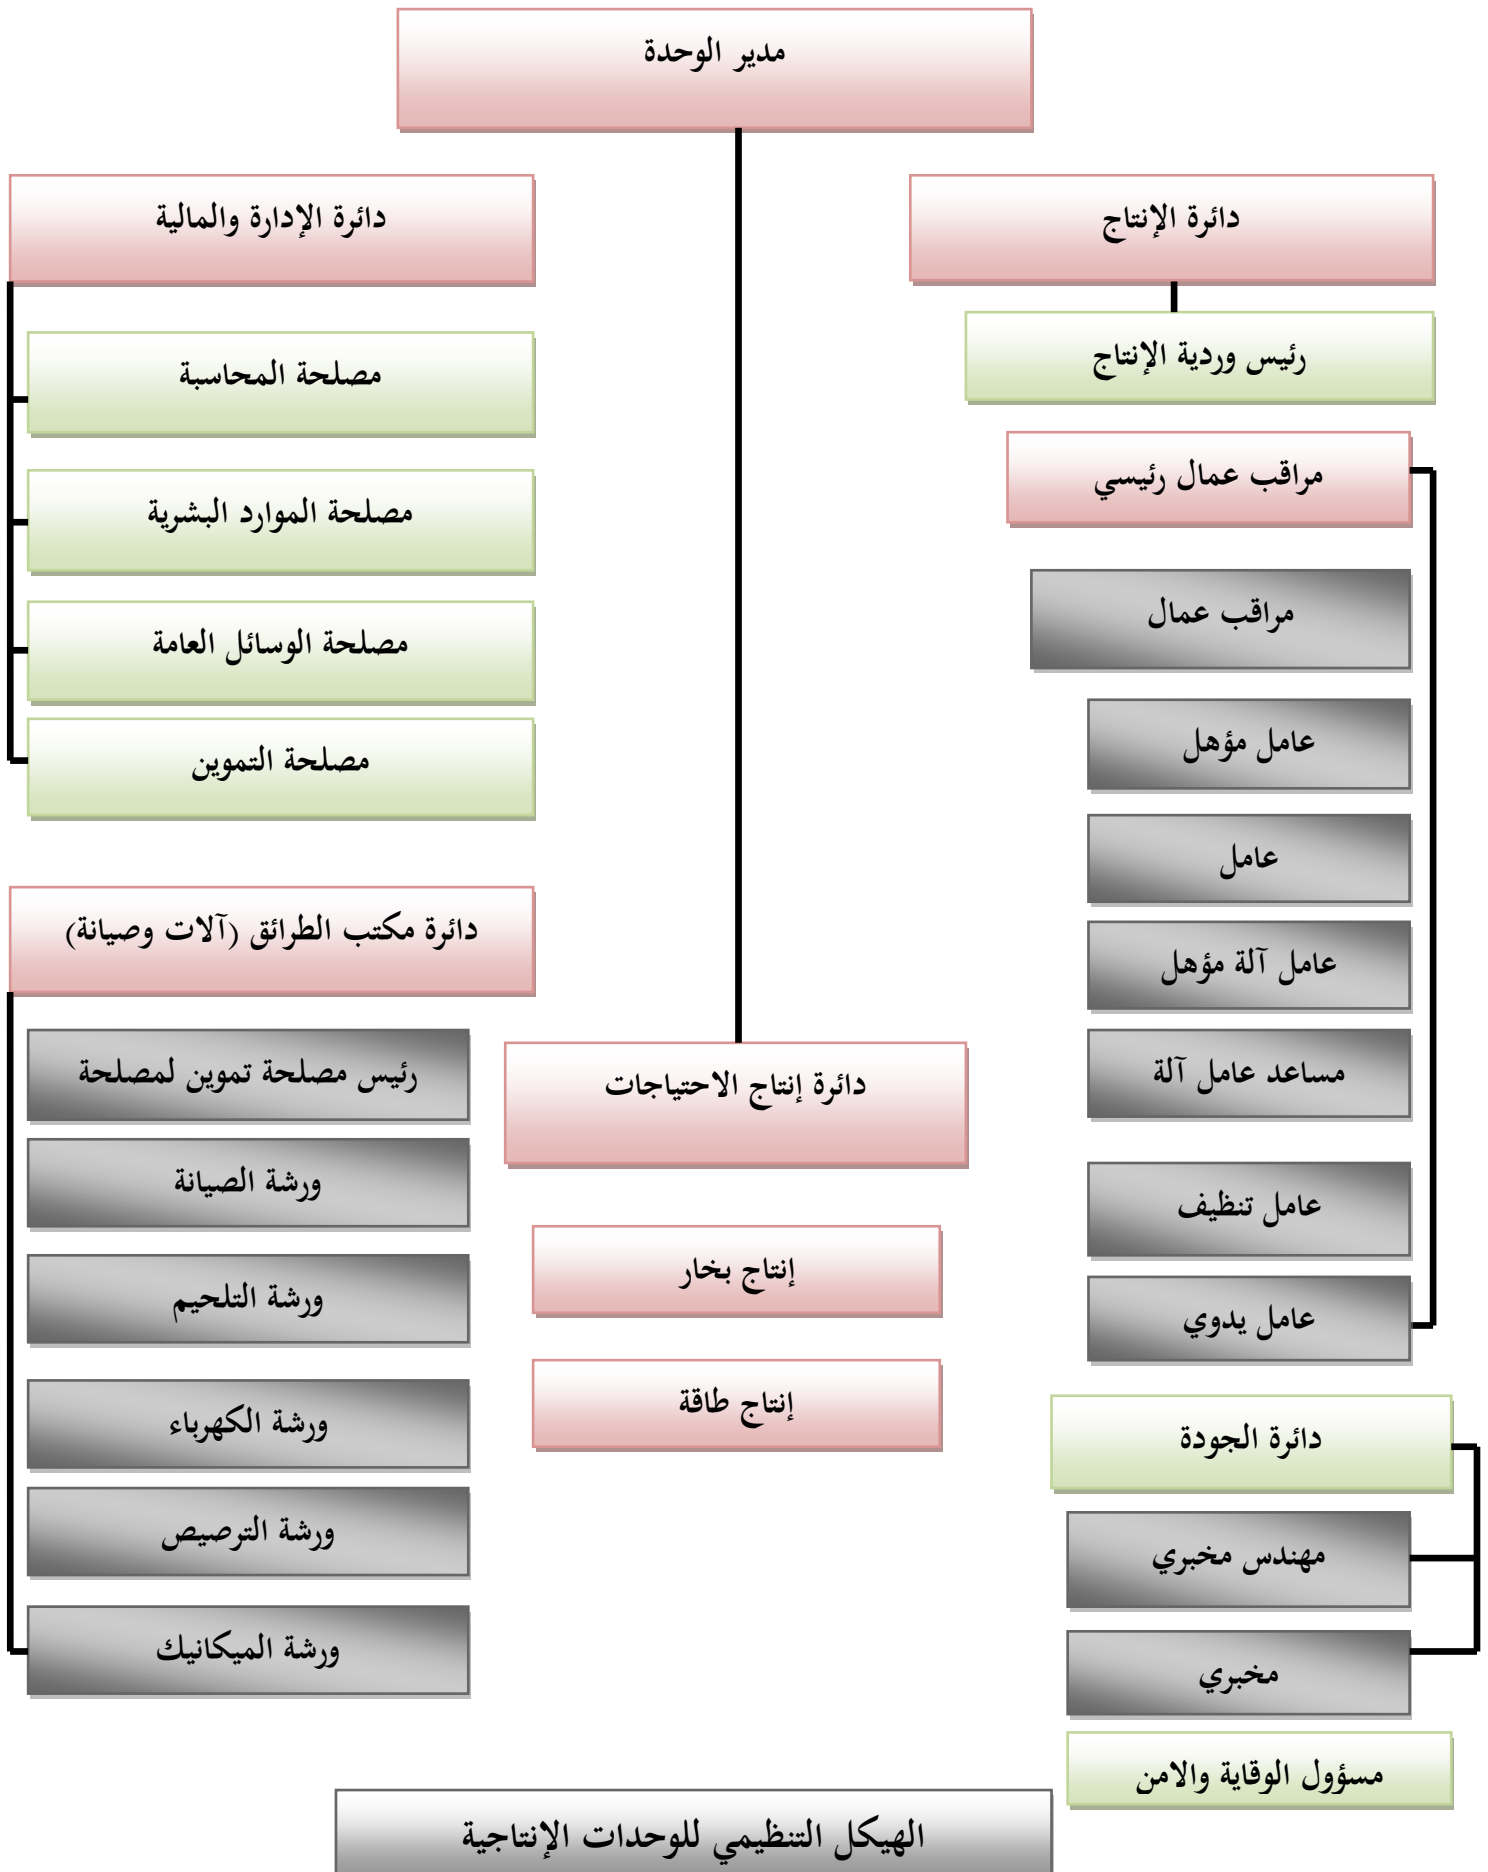 مدير الوحدة
دائرة الإنتاج
رئيس وردية الإنتاج
مراقب عمال رئيسي
مراقب عمال
عامل مؤهل
عامل
عامل آلة مؤهل
مساعد عامل آلة
عامل تنظيف
عامل يدوي
دائرة الجودة
مهندس مخبري
مخبري
مسؤول الوقاية والامن
دائرة إنتاج الاحتياجات
إنتاج بخار
إنتاج طاقة
دائرة الإدارة والمالية
مصلحة المحاسبة
مصلحة الموارد البشرية
مصلحة الوسائل العامة
مصلحة التموين
دائرة مكتب الطرائق (آلات وصيانة)
رئيس مصلحة تموين لمصلحة
ورشة الصيانة
ورشة التلحيم
ورشة الكهرباء
ورشة الترصيص
ورشة الميكانيك
الهيكل التنظيمي للوحدات الإنتاجية